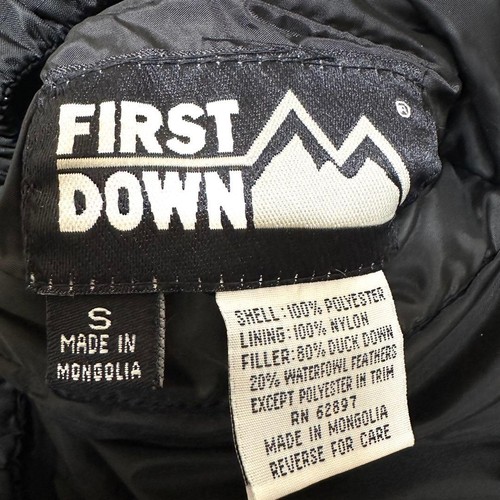 FIRST
DOWN
®
S
MADE IN
MONGOLIA
SHELL: 100% POLYESTER
LINING: 100% NYLON
FILLER: 80% DUCK DOWN
20% WATERFOWL FEATHERS
EXCEPT POLYESTER IN TRIM
RN 62897
MADE IN MONGOLIA
REVERSE FOR CARE